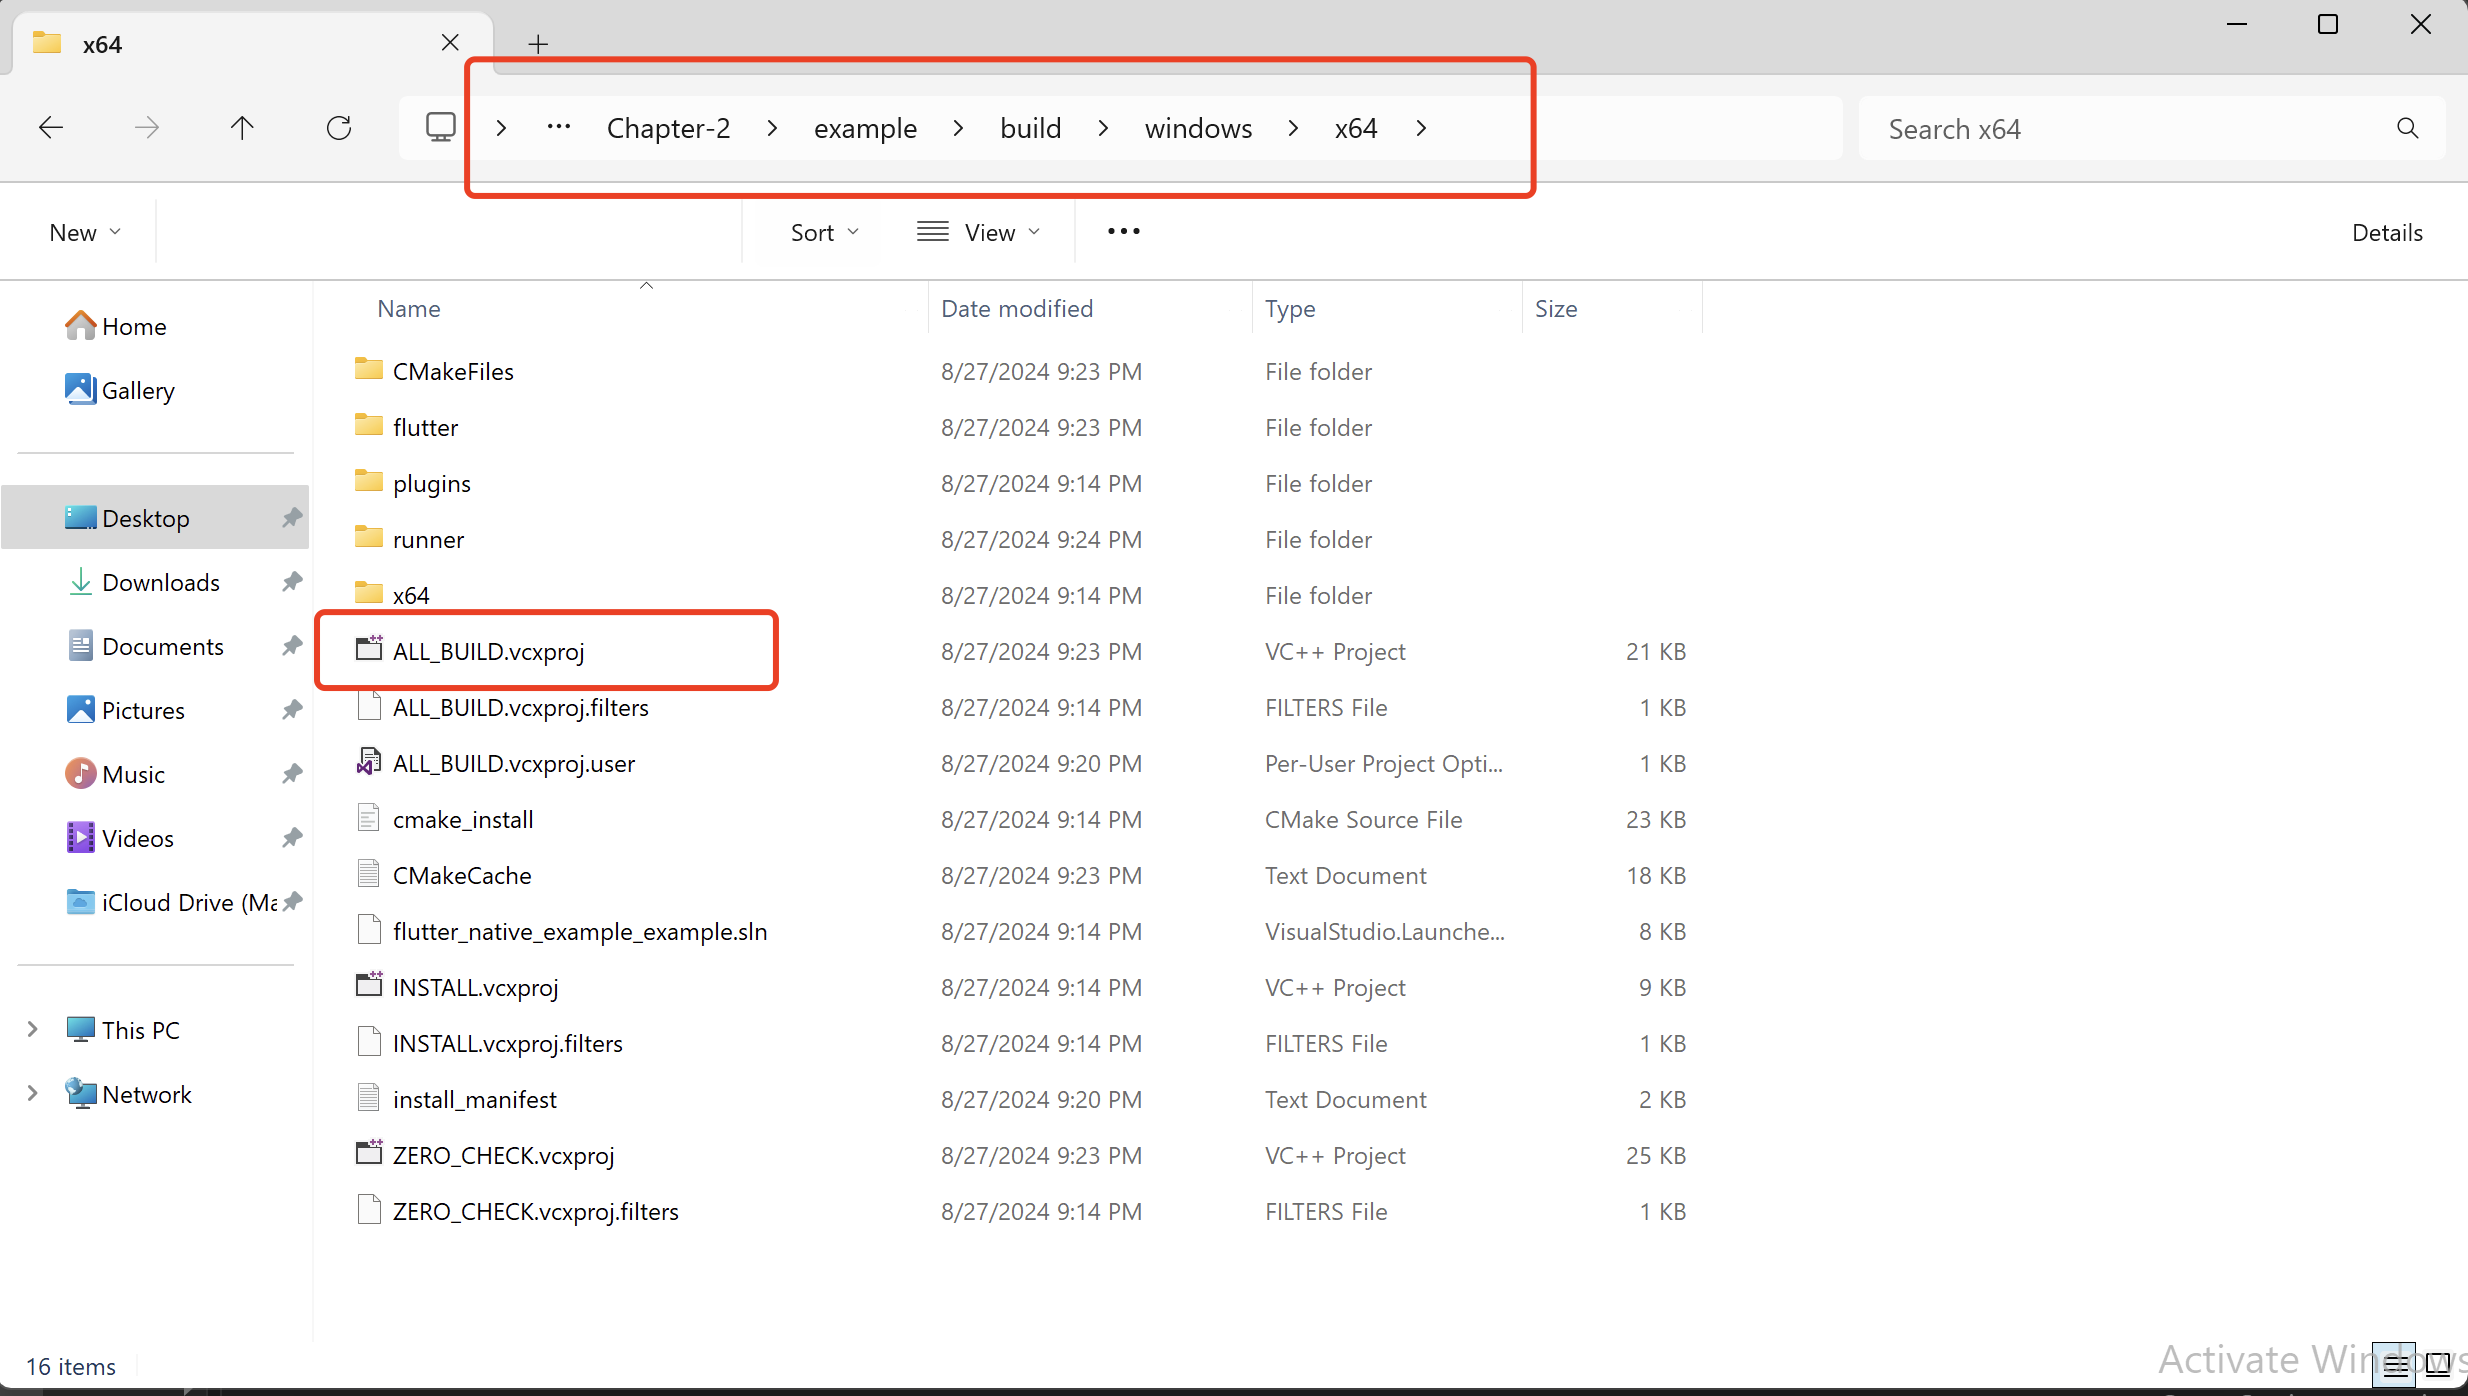 x64
Chapter-2 example build windows x64
Search x64
New Sort View Details
Name Date modified Type Size
Home
Gallery
Desktop
Downloads
Documents
Pictures
Music
Videos
iCloud Drive (Ma
This PC
Network
CMakeFiles 8/27/2024 9:23 PM File folder
flutter 8/27/2024 9:23 PM File folder
plugins 8/27/2024 9:14 PM File folder
runner 8/27/2024 9:24 PM File folder
x64 8/27/2024 9:14 PM File folder
ALL_BUILD.vcxproj 8/27/2024 9:23 PM VC++ Project 21 KB
ALL_BUILD.vcxproj.filters 8/27/2024 9:14 PM FILTERS File 1 KB
ALL_BUILD.vcxproj.user 8/27/2024 9:20 PM Per-User Project Opti... 1 KB
cmake_install 8/27/2024 9:14 PM CMake Source File 23 KB
CMakeCache 8/27/2024 9:23 PM Text Document 18 KB
flutter_native_example_example.sln 8/27/2024 9:14 PM VisualStudio.Launche... 8 KB
INSTALL.vcxproj 8/27/2024 9:14 PM VC++ Project 9 KB
INSTALL.vcxproj.filters 8/27/2024 9:14 PM FILTERS File 1 KB
install_manifest 8/27/2024 9:20 PM Text Document 2 KB
ZERO_CHECK.vcxproj 8/27/2024 9:23 PM VC++ Project 25 KB
ZERO_CHECK.vcxproj.filters 8/27/2024 9:14 PM FILTERS File 1 KB
16 items
Activate Windows